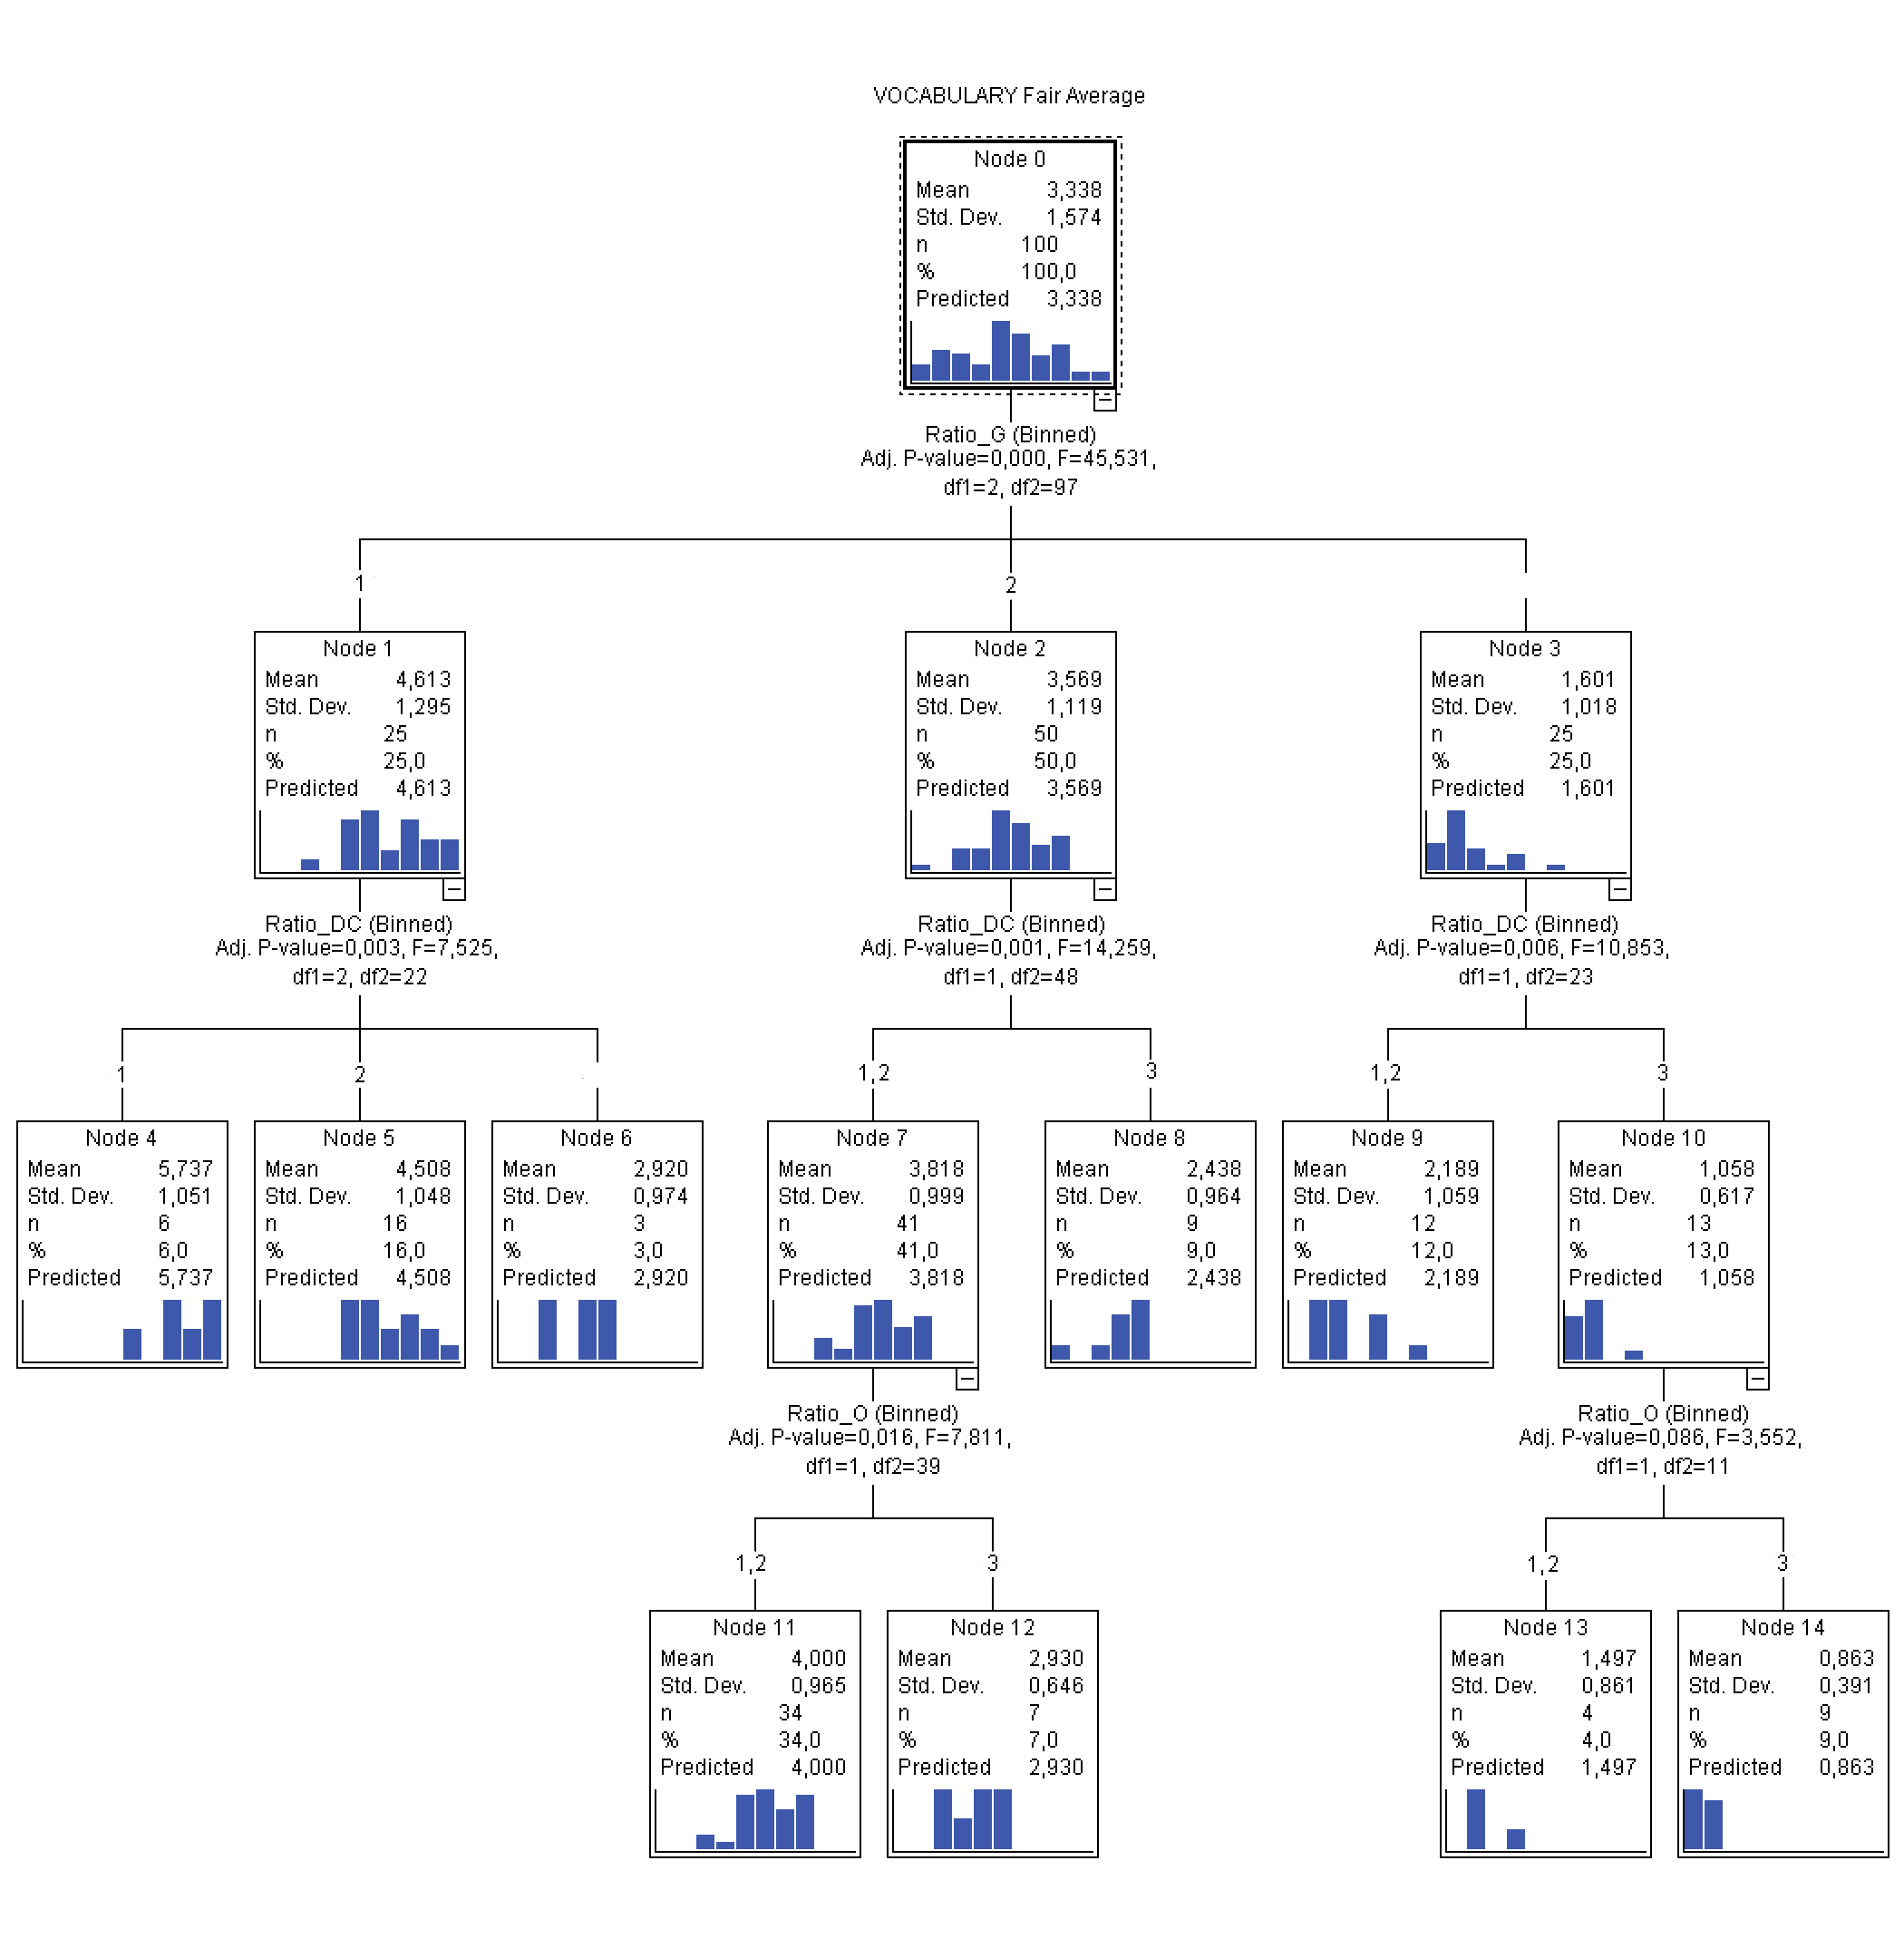 VOCABULARY Fair Average
Node 0
Mean 3,338
Std. Dev. 1,574
n 100
% 100,0
Predicted 3,338
Ratio_G (Binned)
Adj. P-value=0,000, F=45,531,
df1=2, df2=97
1
2
Node 1
Mean 4,613
Std. Dev. 1,295
n 25
% 25,0
Predicted 4,613
Node 2
Mean 3,569
Std. Dev. 1,119
n 50
% 50,0
Predicted 3,569
Node 3
Mean 1,601
Std. Dev. 1,018
n 25
% 25,0
Predicted 1,601
Ratio_DC (Binned)
Adj. P-value=0,003, F=7,525,
df1=2, df2=22
Ratio_DC (Binned)
Adj. P-value=0,001, F=14,259,
df1=1, df2=48
Ratio_DC (Binned)
Adj. P-value=0,006, F=10,853,
df1=1, df2=23
1
2
1,2
3
1,2
3
Node 4
Mean 5,737
Std. Dev. 1,051
n 6
% 6,0
Predicted 5,737
Node 5
Mean 4,508
Std. Dev. 1,048
n 16
% 16,0
Predicted 4,508
Node 6
Mean 2,920
Std. Dev. 0,974
n 3
% 3,0
Predicted 2,920
Node 7
Mean 3,818
Std. Dev. 0,999
n 41
% 41,0
Predicted 3,818
Node 8
Mean 2,438
Std. Dev. 0,964
n 9
% 9,0
Predicted 2,438
Node 9
Mean 2,189
Std. Dev. 1,059
n 12
% 12,0
Predicted 2,189
Node 10
Mean 1,058
Std. Dev. 0,617
n 13
% 13,0
Predicted 1,058
Ratio_O (Binned)
Adj. P-value=0,016, F=7,811,
df1=1, df2=39
Ratio_O (Binned)
Adj. P-value=0,086, F=3,552,
df1=1, df2=11
1,2
3
1,2
3
Node 11
Mean 4,000
Std. Dev. 0,965
n 34
% 34,0
Predicted 4,000
Node 12
Mean 2,930
Std. Dev. 0,646
n 7
% 7,0
Predicted 2,930
Node 13
Mean 1,497
Std. Dev. 0,861
n 4
% 4,0
Predicted 1,497
Node 14
Mean 0,863
Std. Dev. 0,391
n 9
% 9,0
Predicted 0,863